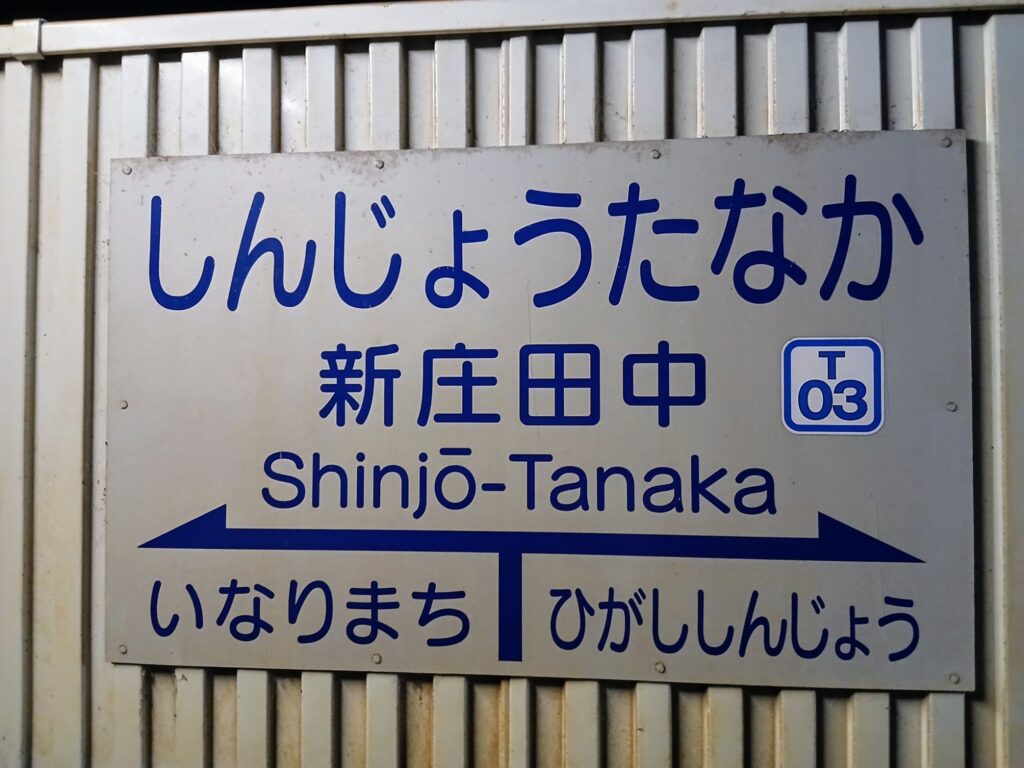 しんじょうたなか
新庄田中
T
03
Shinjō-Tanaka
いなりまち
ひがししんじょう